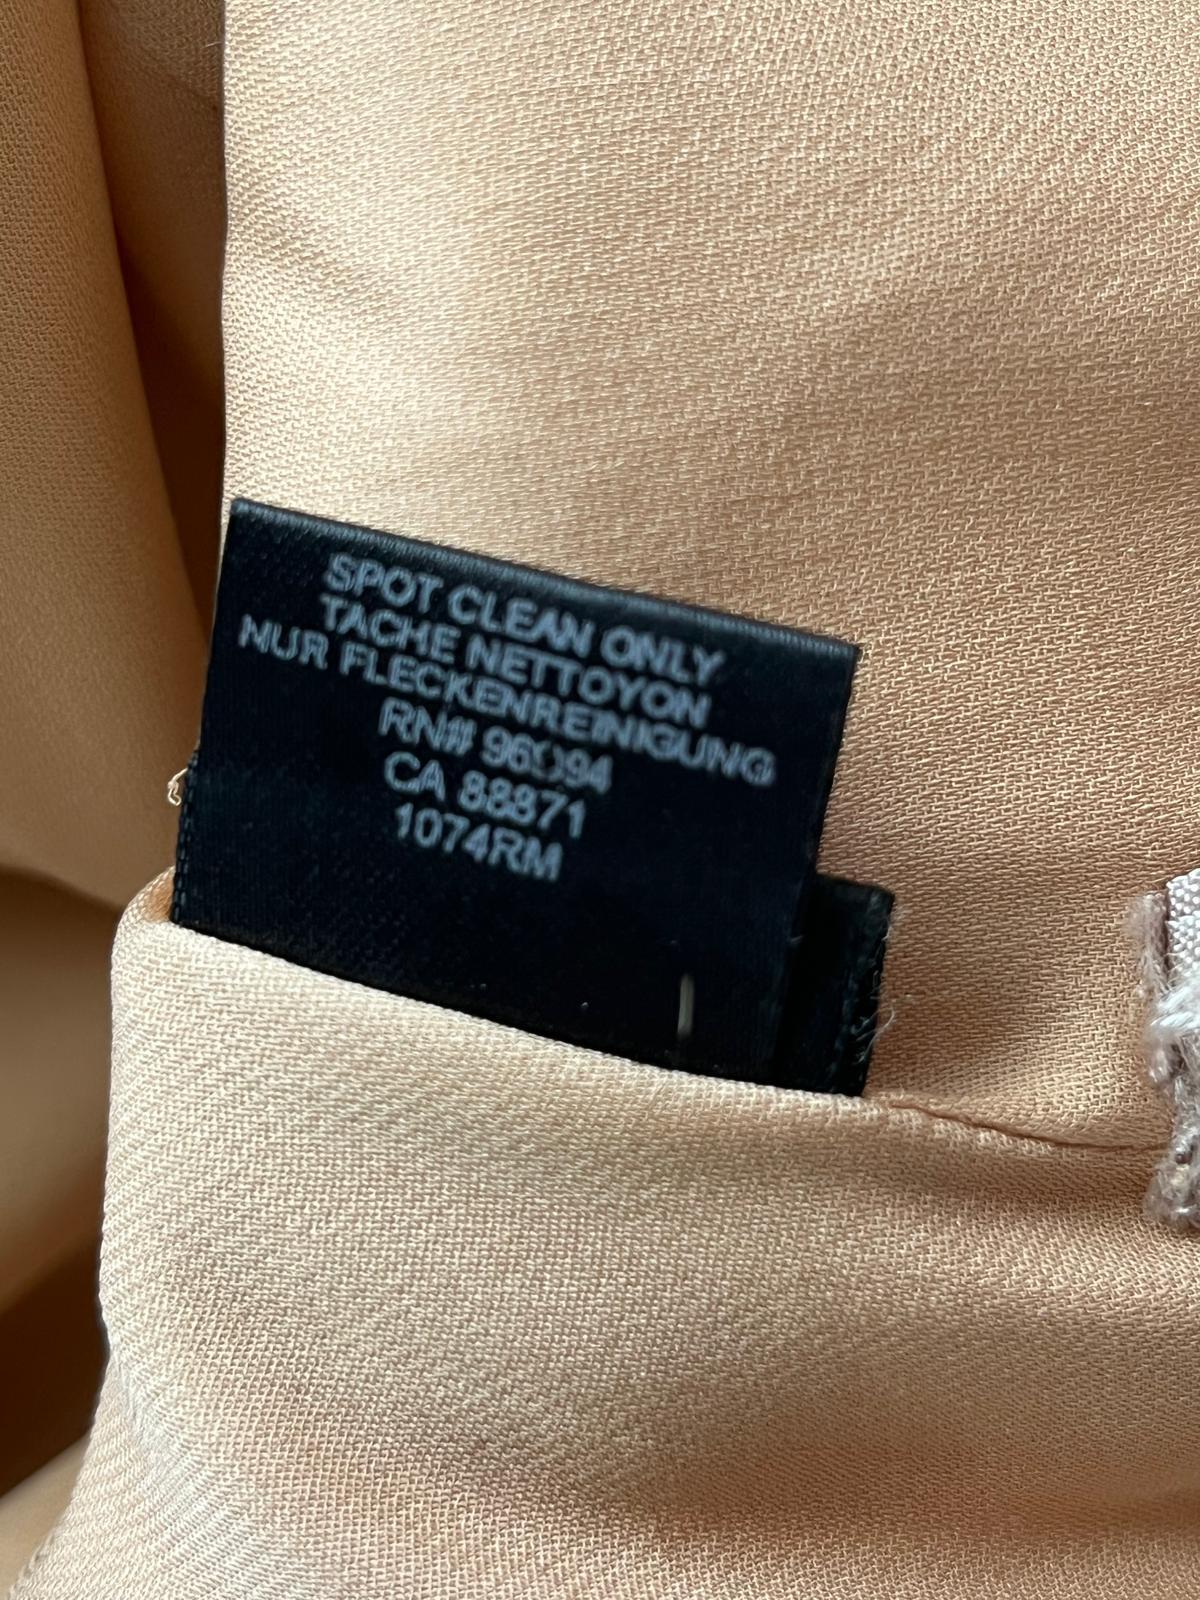 SPOT CLEAN ONLY
TACHE NETTOYON
NUR FLECKENREINIGUNG
RN#
CA 88871
1074RM